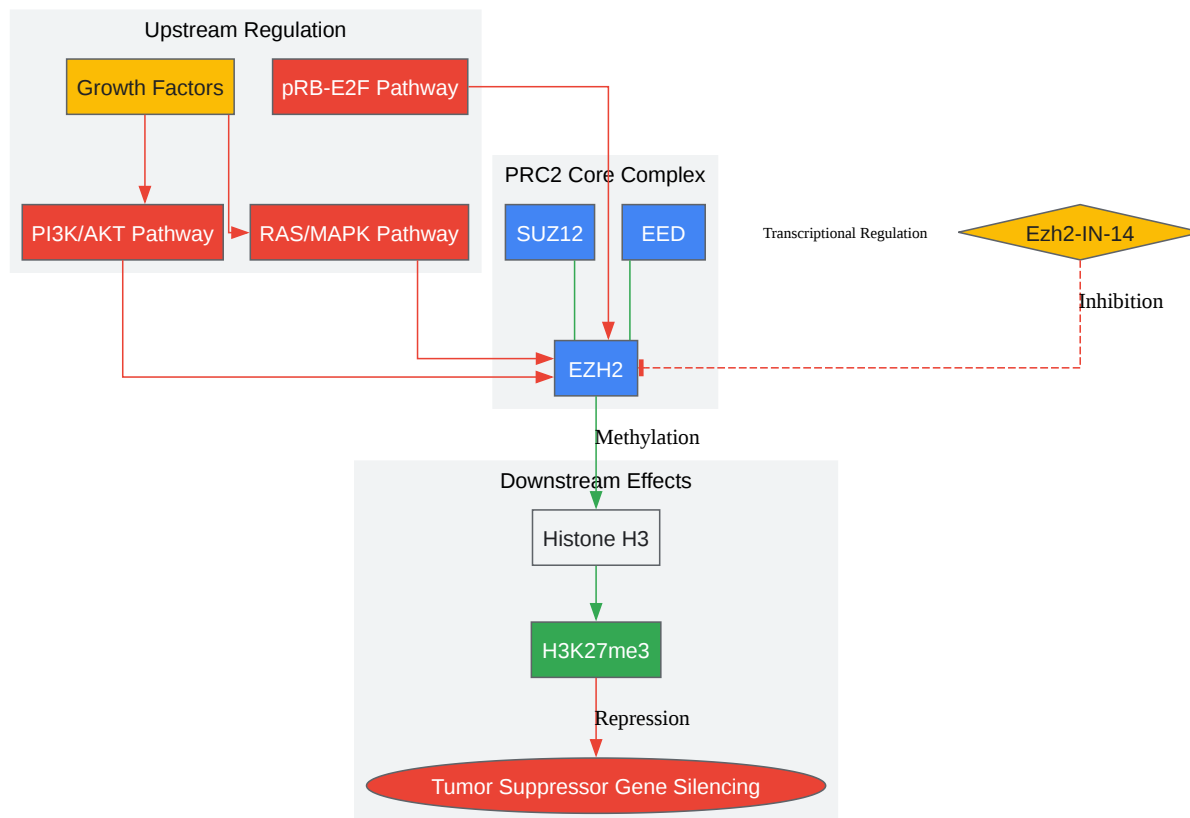 Upstream Regulation
Growth Factors
pRB-E2F Pathway
PRC2 Core Complex
PI3K/AKT Pathway
RAS/MAPK Pathway
SUZ12
EED
Transcriptional Regulation
Ezh2-IN-14
Inhibition
EZH2
Methylation
Downstream Effects
Histone H3
H3K27me3
Repression
Tumor Suppressor Gene Silencing